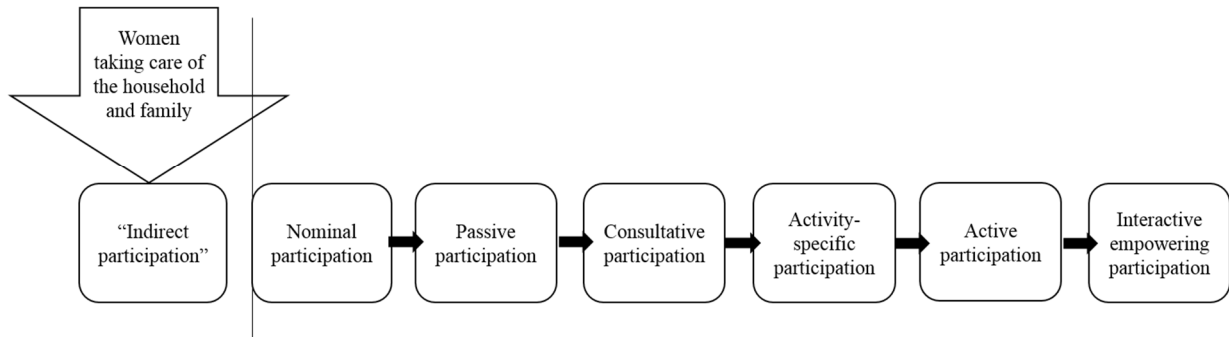 Women
taking care of
the household
and family
“Indirect
participation”
Nominal
participation
Passive
participation
Consultative
participation
Activity-
specific
participation
Active
participation
Interactive
empowering
participation